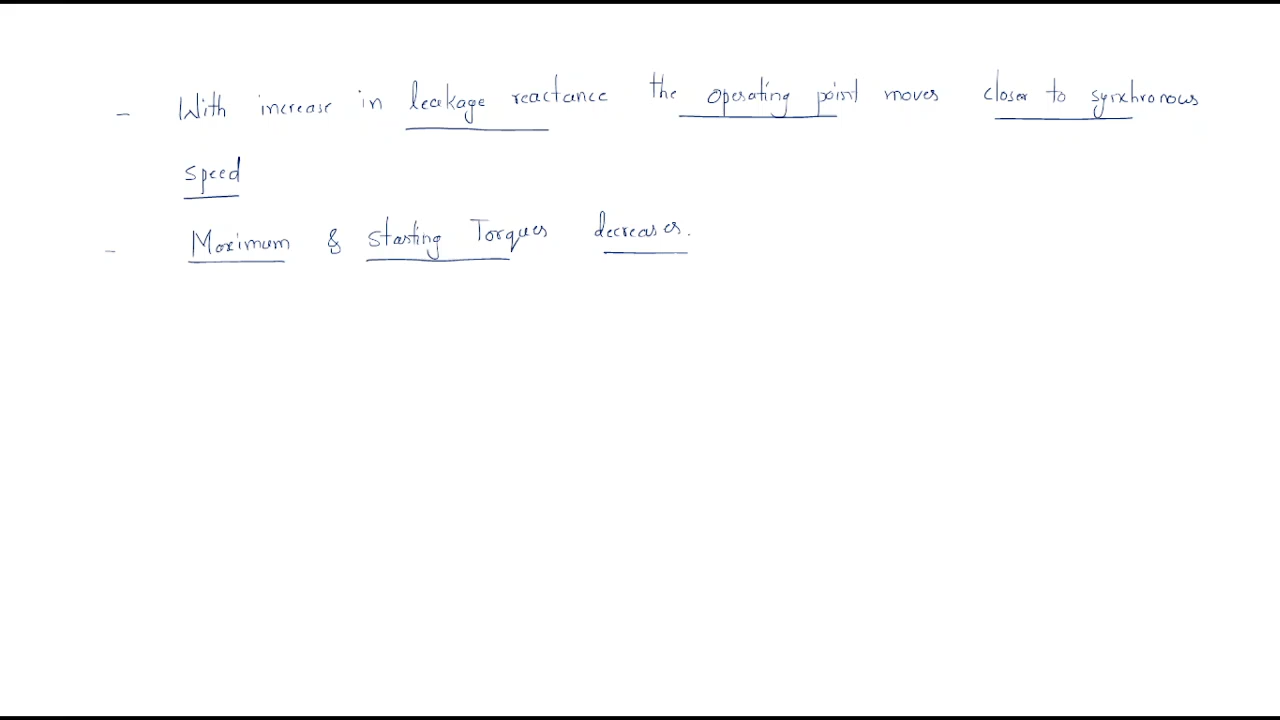 - With increase in leakage reactance the operating point moves closer to synchronous
speed
- Maximum & starting Torques decreases.